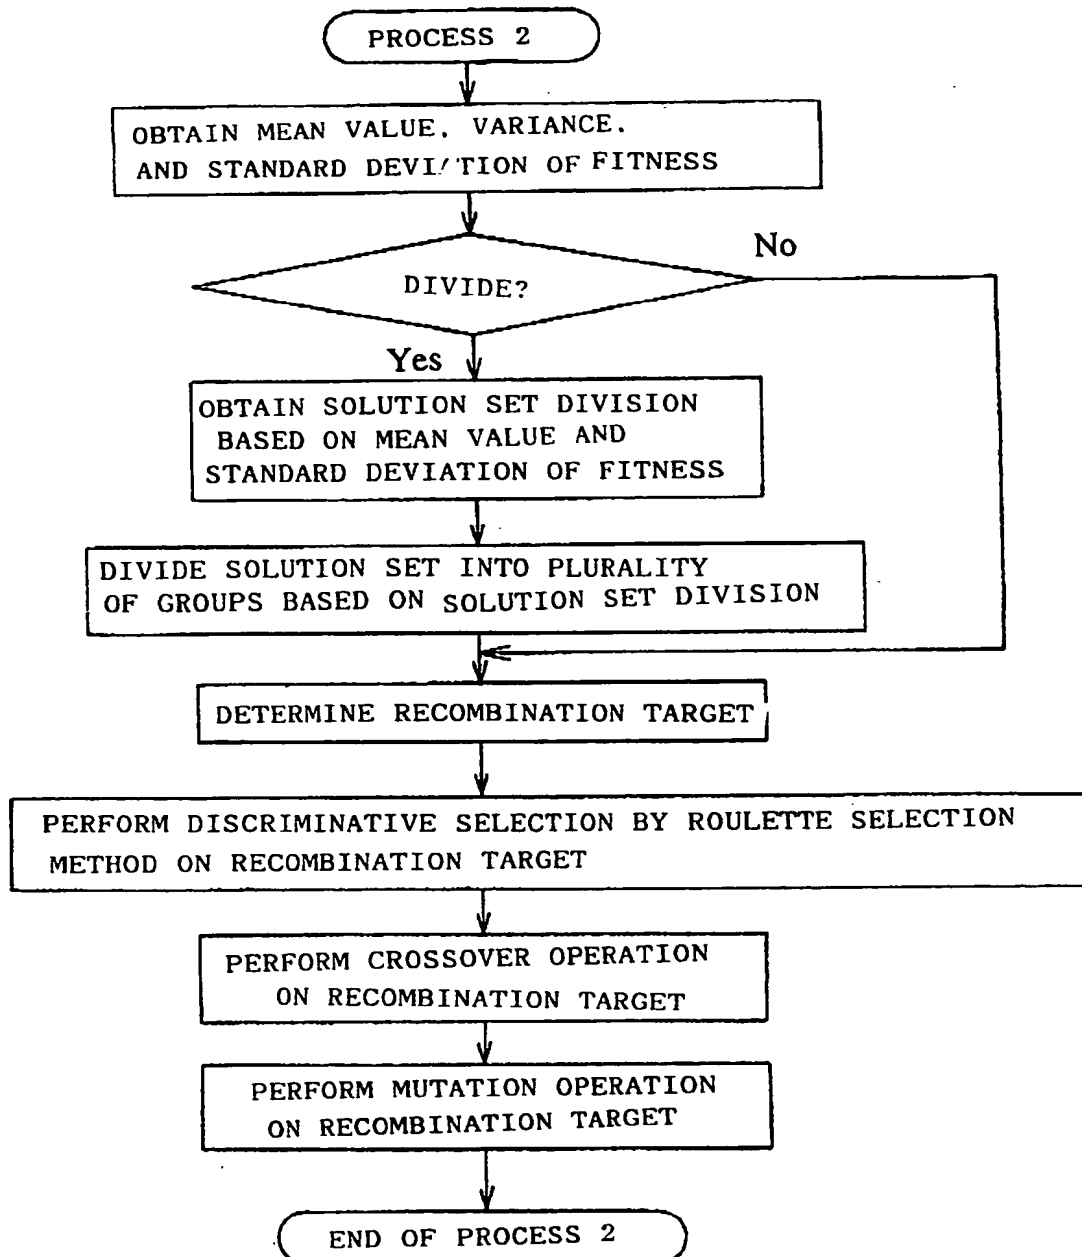 PROCESS 2
OBTAIN MEAN VALUE, VARIANCE.
AND STANDARD DEVI.'TION OF FITNESS
No
DIVIDE?
Yes
OBTAIN SOLUTION SET DIVISION
BASED ON MEAN VALUE AND
STANDARD DEVIATION OF FITNESS
DIVIDE SOLUTION SET INTO PLURALITY
OF GROUPS BASED ON SOLUTION SET DIVISION
DETERMINE RECOMBINATION TARGET
PERFORM DISCRIMINATIVE SELECTION BY ROULETTE SELECTION
METHOD ON RECOMBINATION TARGET
PERFORM CROSSOVER OPERATION
ON RECOMBINATION TARGET
PERFORM MUTATION OPERATION
ON RECOMBINATION TARGET
END OF PROCESS 2